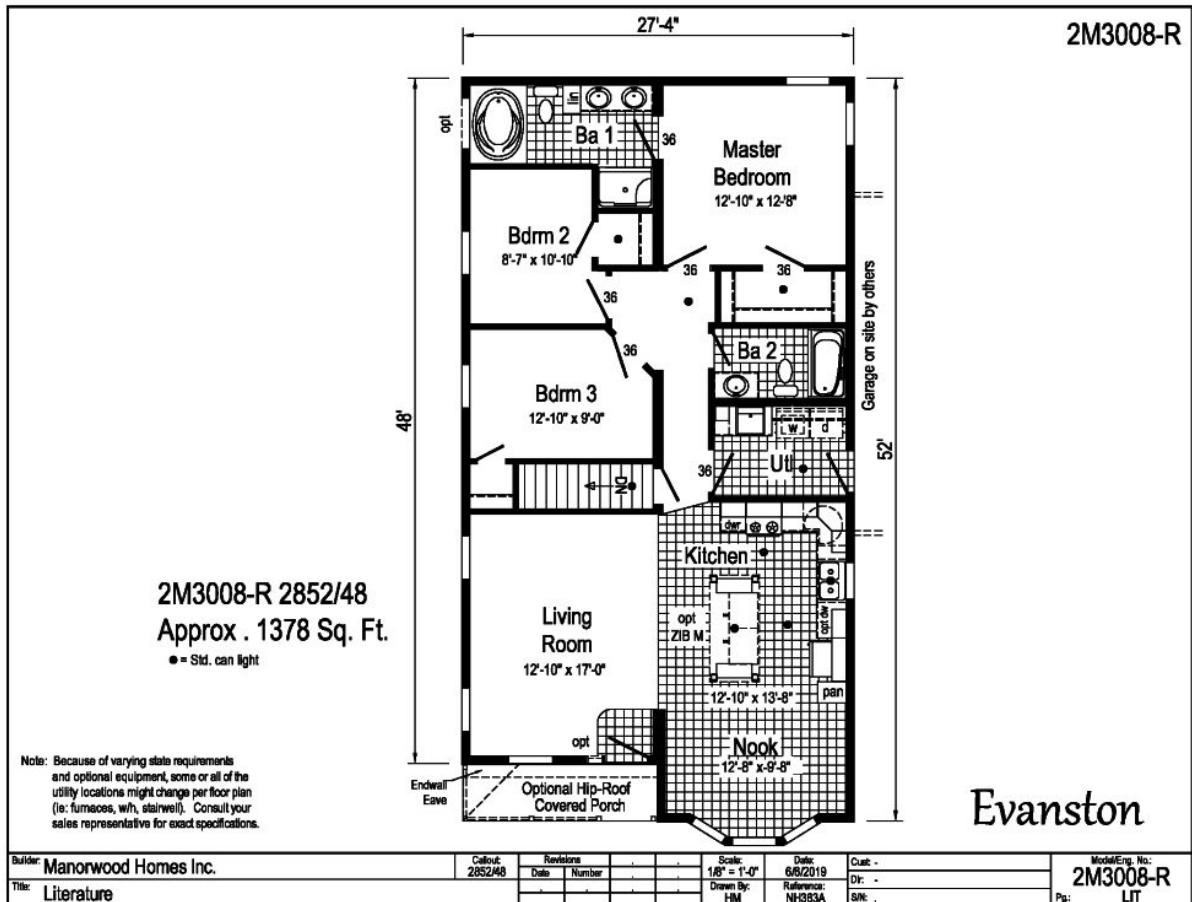 27'-4"
2M3008-R
opt
Ba 1
36
Master
Bedroom
12'-10" x 12'-8"
lin
Bdrm 2
8'-7" x 10'-10"
36
36
36
36
Bdrm 3
12'-10" x 9'-0"
Ba 2
Garage on site by others
48'
52'
w
d
Utl
36
DN
dwr
Kitchen
opt
ZIB M
opt dw
pan
12'-10" x 13'-8"
Living
Room
12'-10" x 17'-0"
2M3008-R 2852/48
Approx . 1378 Sq. Ft.
● = Std. can light
opt
Nook
12'-8" x 9'-8"
Endwall
Eave
Optional Hip-Roof
Covered Porch
Note: Because of varying state requirements
and optional equipment, some or all of the
utility locations might change per floor plan
(ie: furnaces, w/h, stairwell). Consult your
sales representative for exact specifications.
Evanston
Builder: Manorwood Homes Inc.
Title: Literature
Callout:
2852/48
Revisions
Date Number
Scale:
1/8" = 1'-0"
Drawn By:
HM
Date:
6/6/2019
Reference:
NH383A
Cust: -
Dir: -
S/N: .
Model/Eng. No.:
2M3008-R
Pg.: LIT